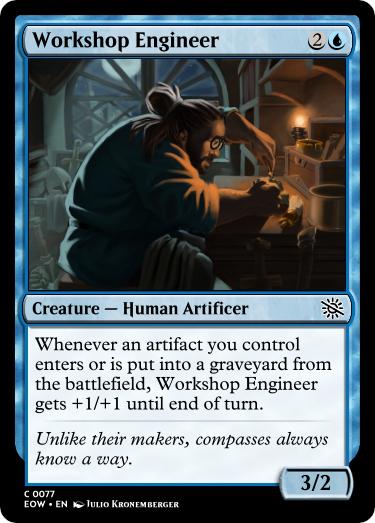 Workshop Engineer 2
Creature — Human Artificer
Whenever an artifact you control
enters or is put into a graveyard from
the battlefield, Workshop Engineer
gets +1/+1 until end of turn.
Unlike their makers, compasses always
know a way.
3/2
C 0077
EOW • EN Julio Kronemberger